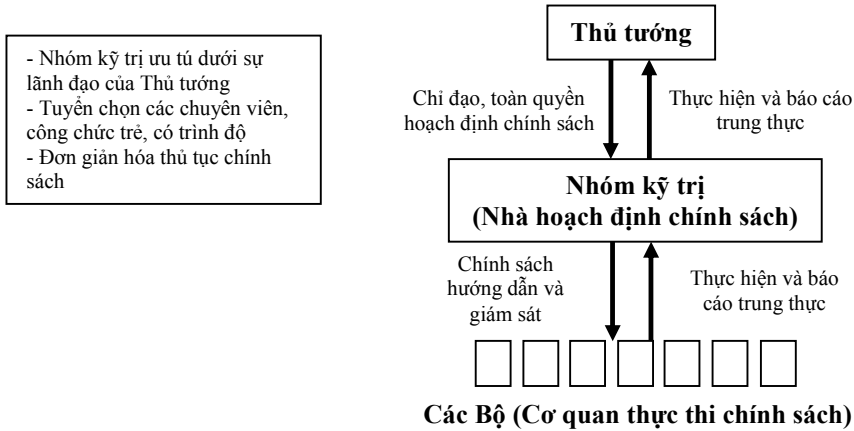 - Nhóm kỹ trị ưu tú dưới sự
lãnh đạo của Thủ tướng
- Tuyển chọn các chuyên viên,
công chức trẻ, có trình độ
- Đơn giản hóa thủ tục chính
sách
Thủ tướng
Chỉ đạo, toàn quyền
hoạch định chính sách
Thực hiện và báo cáo
trung thực
Nhóm kỹ trị
(Nhà hoạch định chính sách)
Chính sách
hướng dẫn và
giám sát
Thực hiện và báo
cáo trung thực
Các Bộ (Cơ quan thực thi chính sách)